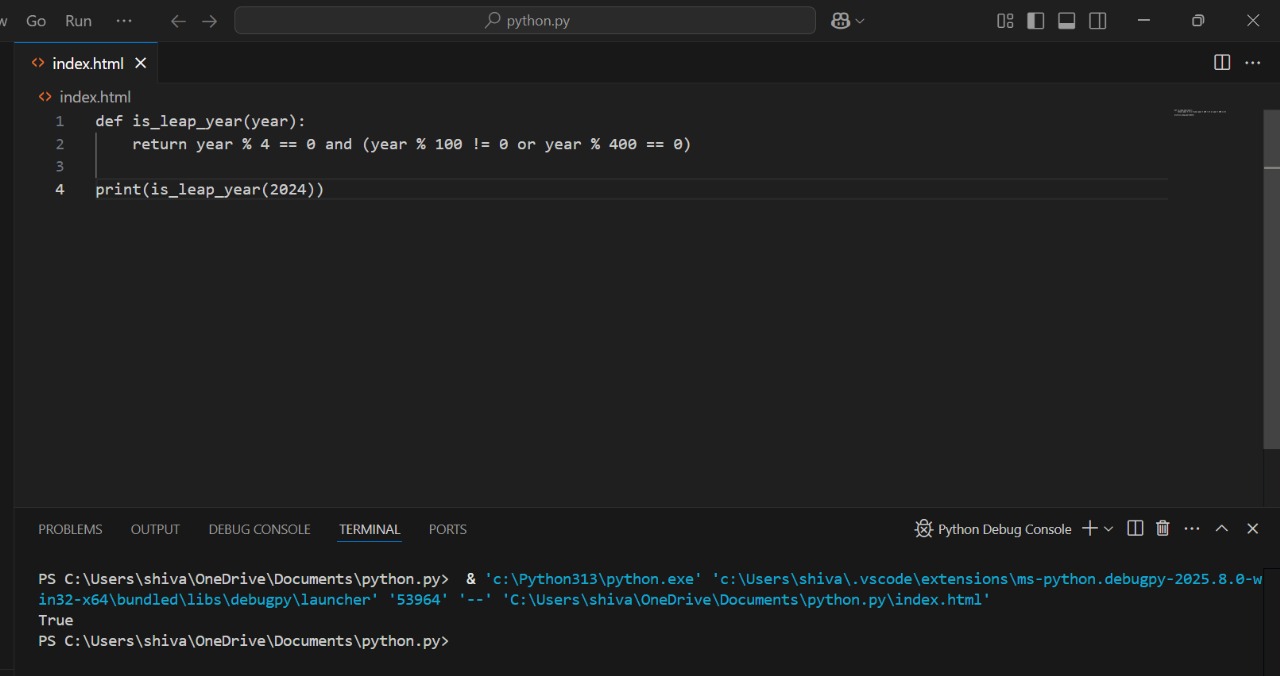 w Go Run ··· python.py
index.html
index.html
1 def is_leap_year(year):
2     return year % 4 == 0 and (year % 100 != 0 or year % 400 == 0)
3
4 print(is_leap_year(2024))
PROBLEMS OUTPUT DEBUG CONSOLE TERMINAL PORTS Python Debug Console
PS C:\Users\shiva\OneDrive\Documents\python.py>  & 'c:\Python313\python.exe' 'c:\Users\shiva\.vscode\extensions\ms-python.debugpy-2025.8.0-w
in32-x64\bundled\libs\debugpy\launcher' '53964' '--' 'C:\Users\shiva\OneDrive\Documents\python.py\index.html'
True
PS C:\Users\shiva\OneDrive\Documents\python.py>